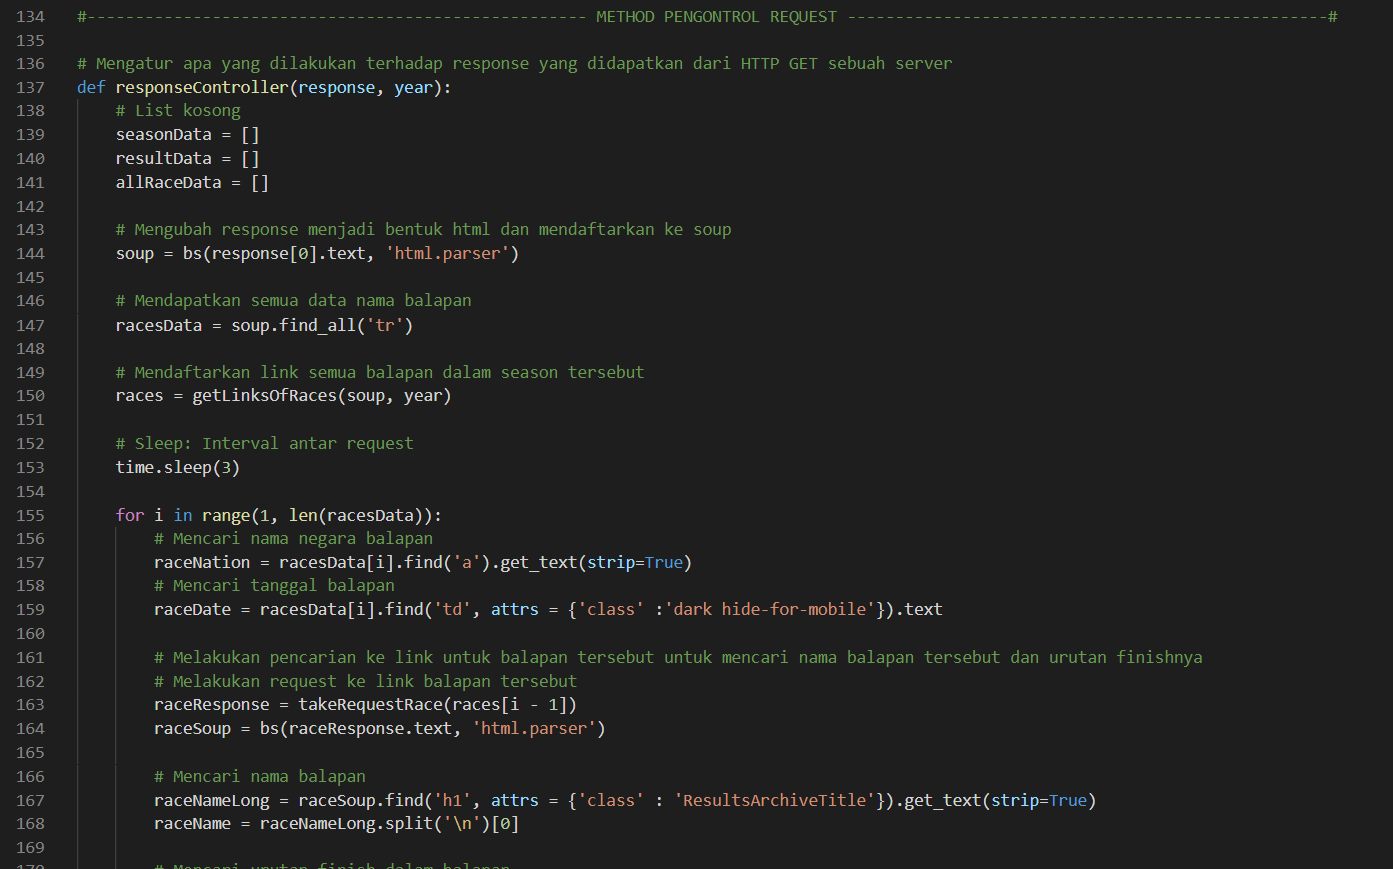 134 #---------------------------------------------------- METHOD PENGONTROL REQUEST --------------------------------------------------#
135
136 # Mengatur apa yang dilakukan terhadap response yang didapatkan dari HTTP GET sebuah server
137 def responseController(response, year):
138     # List kosong
139     seasonData = []
140     resultData = []
141     allRaceData = []
142
143     # Mengubah response menjadi bentuk html dan mendaftarkan ke soup
144     soup = bs(response[0].text, 'html.parser')
145
146     # Mendapatkan semua data nama balapan
147     racesData = soup.find_all('tr')
148
149     # Mendaftarkan link semua balapan dalam season tersebut
150     races = getLinksOfRaces(soup, year)
151
152     # Sleep: Interval antar request
153     time.sleep(3)
154
155     for i in range(1, len(racesData)):
156         # Mencari nama negara balapan
157         raceNation = racesData[i].find('a').get_text(strip=True)
158         # Mencari tanggal balapan
159         raceDate = racesData[i].find('td', attrs = {'class' :'dark hide-for-mobile'}).text
160
161         # Melakukan pencarian ke link untuk balapan tersebut untuk mencari nama balapan tersebut dan urutan finishnya
162         # Melakukan request ke link balapan tersebut
163         raceResponse = takeRequestRace(races[i - 1])
164         raceSoup = bs(raceResponse.text, 'html.parser')
165
166         # Mencari nama balapan
167         raceNameLong = raceSoup.find('h1', attrs = {'class' : 'ResultsArchiveTitle'}).get_text(strip=True)
168         raceName = raceNameLong.split('\n')[0]
169
170         # Mencari urutan finish dalam balapan